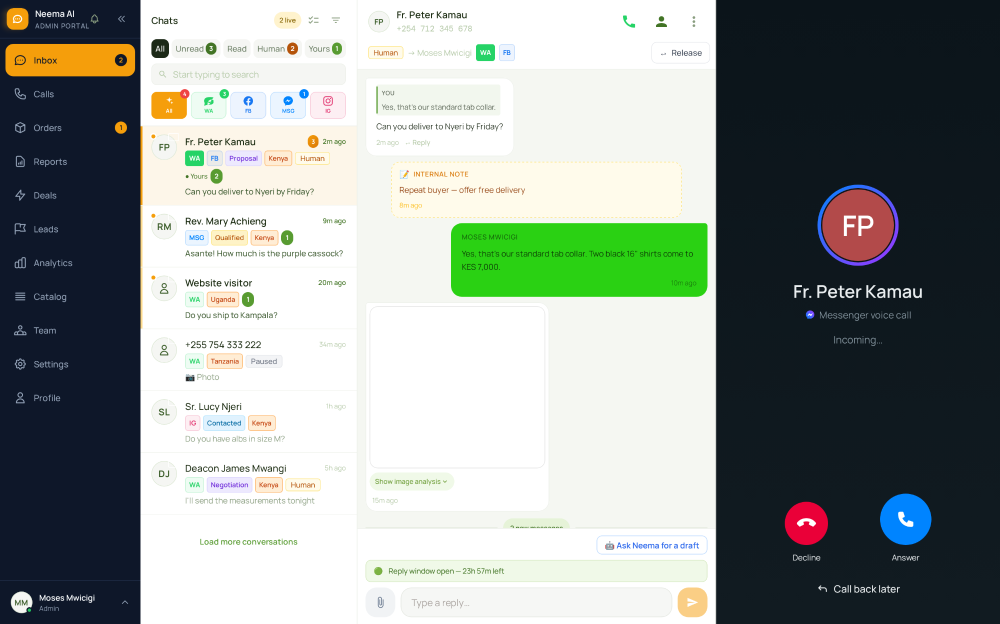 Neema AI
ADMIN PORTAL
Inbox 2
Calls
Orders 1
Reports
Deals
Leads
Analytics
Catalog
Team
Settings
Profile
MM
Moses Mwicigi
Admin
Chats
2 live
All
Unread 3
Read
Human 2
Yours 1
Start typing to search
4
All
3
WA
FB
1
MSG
IG
FP
Fr. Peter Kamau
3
2m ago
WA FB Proposal Kenya Human
Yours 2
Can you deliver to Nyeri by Friday?
RM
Rev. Mary Achieng
9m ago
MSG Qualified Kenya 1
Asante! How much is the purple cassock?
Website visitor
20m ago
WA Uganda 1
Do you ship to Kampala?
+255 754 333 222
34m ago
WA Tanzania Paused
📷 Photo
SL
Sr. Lucy Njeri
1h ago
IG Contacted Kenya
Do you have albs in size M?
DJ
Deacon James Mwangi
5h ago
WA Negotiation Kenya Human
I'll send the measurements tonight
Load more conversations
FP
Fr. Peter Kamau
+254 712 345 678
Human → Moses Mwicigi WA FB
↔ Release
YOU
Yes, that's our standard tab collar.
Can you deliver to Nyeri by Friday?
2m ago ↔ Reply
📝 INTERNAL NOTE
Repeat buyer — offer free delivery
8m ago
MOSES MWICIGI
Yes, that's our standard tab collar. Two black 16" shirts come to
KES 7,000.
10m ago
Show image analysis
15m ago
2 new messages
🤖 Ask Neema for a draft
Reply window open — 23h 57m left
Type a reply...
FP
Fr. Peter Kamau
Messenger voice call
Incoming...
Decline
Answer
Call back later